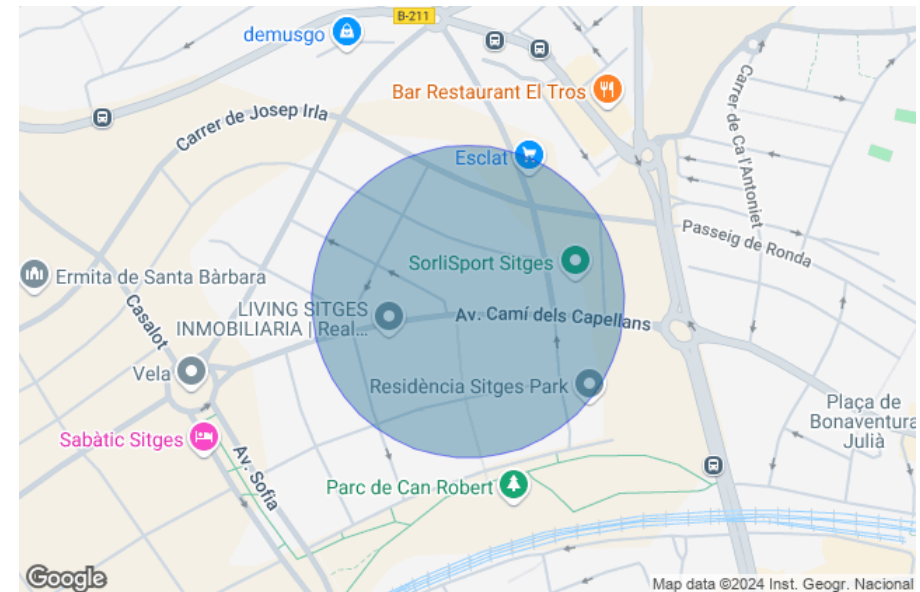 B-211
demusgo
Bar Restaurant El Tros
Carrer de Josep Irla
Esclat
Carrer de Ca l'Antoniet
Passeig de Ronda
SorliSport Sitges
Ermita de Santa Bàrbara
Casalot
LIVING SITGES
INMOBILIARIA | Real...
Av. Camí dels Capellans
Vela
Residència Sitges Park
Plaça de
Bonaventura
Julià
Sabàtic Sitges
Av. Sofia
Parc de Can Robert
Google
Map data ©2024 Inst. Geogr. Nacional